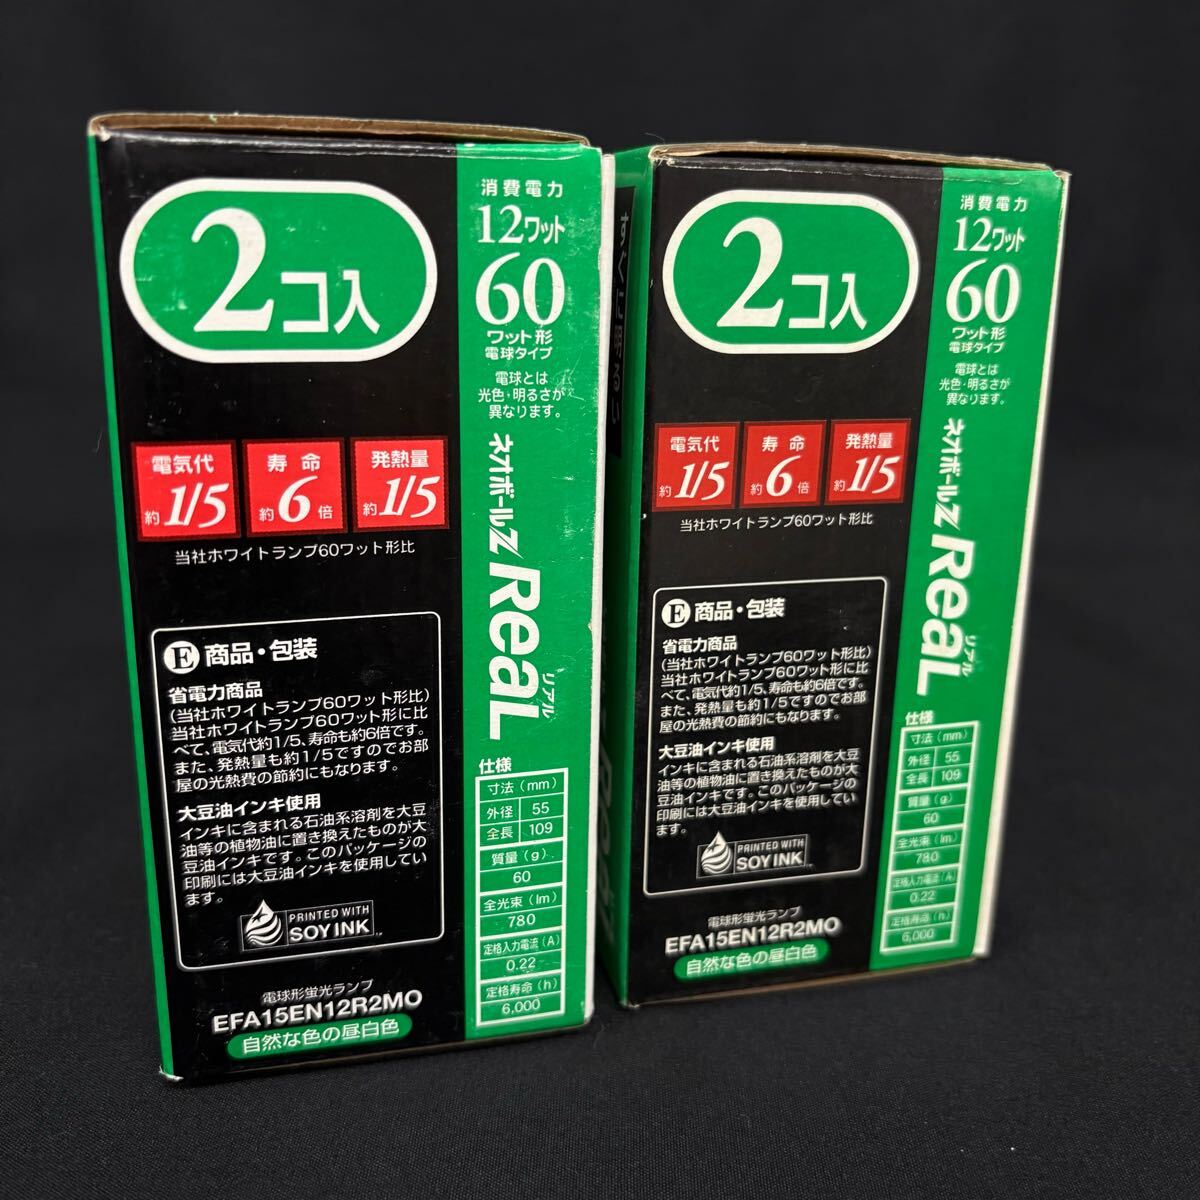 2コ入
電気代
約1/5
寿命
約6倍
発熱量
約1/5
当社ホワイトランプ60ワット形比
E 商品・包装
省電力商品
(当社ホワイトランプ60ワット形比)
当社ホワイトランプ60ワット形に比
べて、電気代約1/5、寿命も約6倍です。
また、発熱量も約1/5ですのでお部
屋の光熱費の節約にもなります。
大豆油インキ使用
インキに含まれる石油系溶剤を大豆
油等の植物油に置き換えたものが大
豆油インキです。このパッケージの
印刷には大豆油インキを使用してい
ます。
PRINTED WITH
SOY INK
電球形蛍光ランプ
EFA15EN12R2MO
自然な色の昼白色
消費電力
12ワット
60
ワット形
電球タイプ
電球とは
光色・明るさが
異なります。
ネオボールZ ReaL
リアル
仕様
寸法(mm)
外径 55
全長 109
質量(g)
60
全光束(lm)
780
定格入力電流(A)
0.22
定格寿命(h)
6,000
2コ入
電気代
約1/5
寿命
約6倍
発熱量
約1/5
当社ホワイトランプ60ワット形比
E 商品・包装
省電力商品
(当社ホワイトランプ60ワット形比)
当社ホワイトランプ60ワット形に比
べて、電気代約1/5、寿命も約6倍です。
また、発熱量も約1/5ですのでお部
屋の光熱費の節約にもなります。
大豆油インキ使用
インキに含まれる石油系溶剤を大豆
油等の植物油に置き換えたものが大
豆油インキです。このパッケージの
印刷には大豆油インキを使用してい
ます。
PRINTED WITH
SOY INK
電球形蛍光ランプ
EFA15EN12R2MO
自然な色の昼白色
消費電力
12ワット
60
ワット形
電球タイプ
電球とは
光色・明るさが
異なります。
ネオボールZ ReaL
リアル
仕様
寸法(mm)
外径 55
全長 109
質量(g)
60
全光束(lm)
780
定格入力電流(A)
0.22
定格寿命(h)
6,000